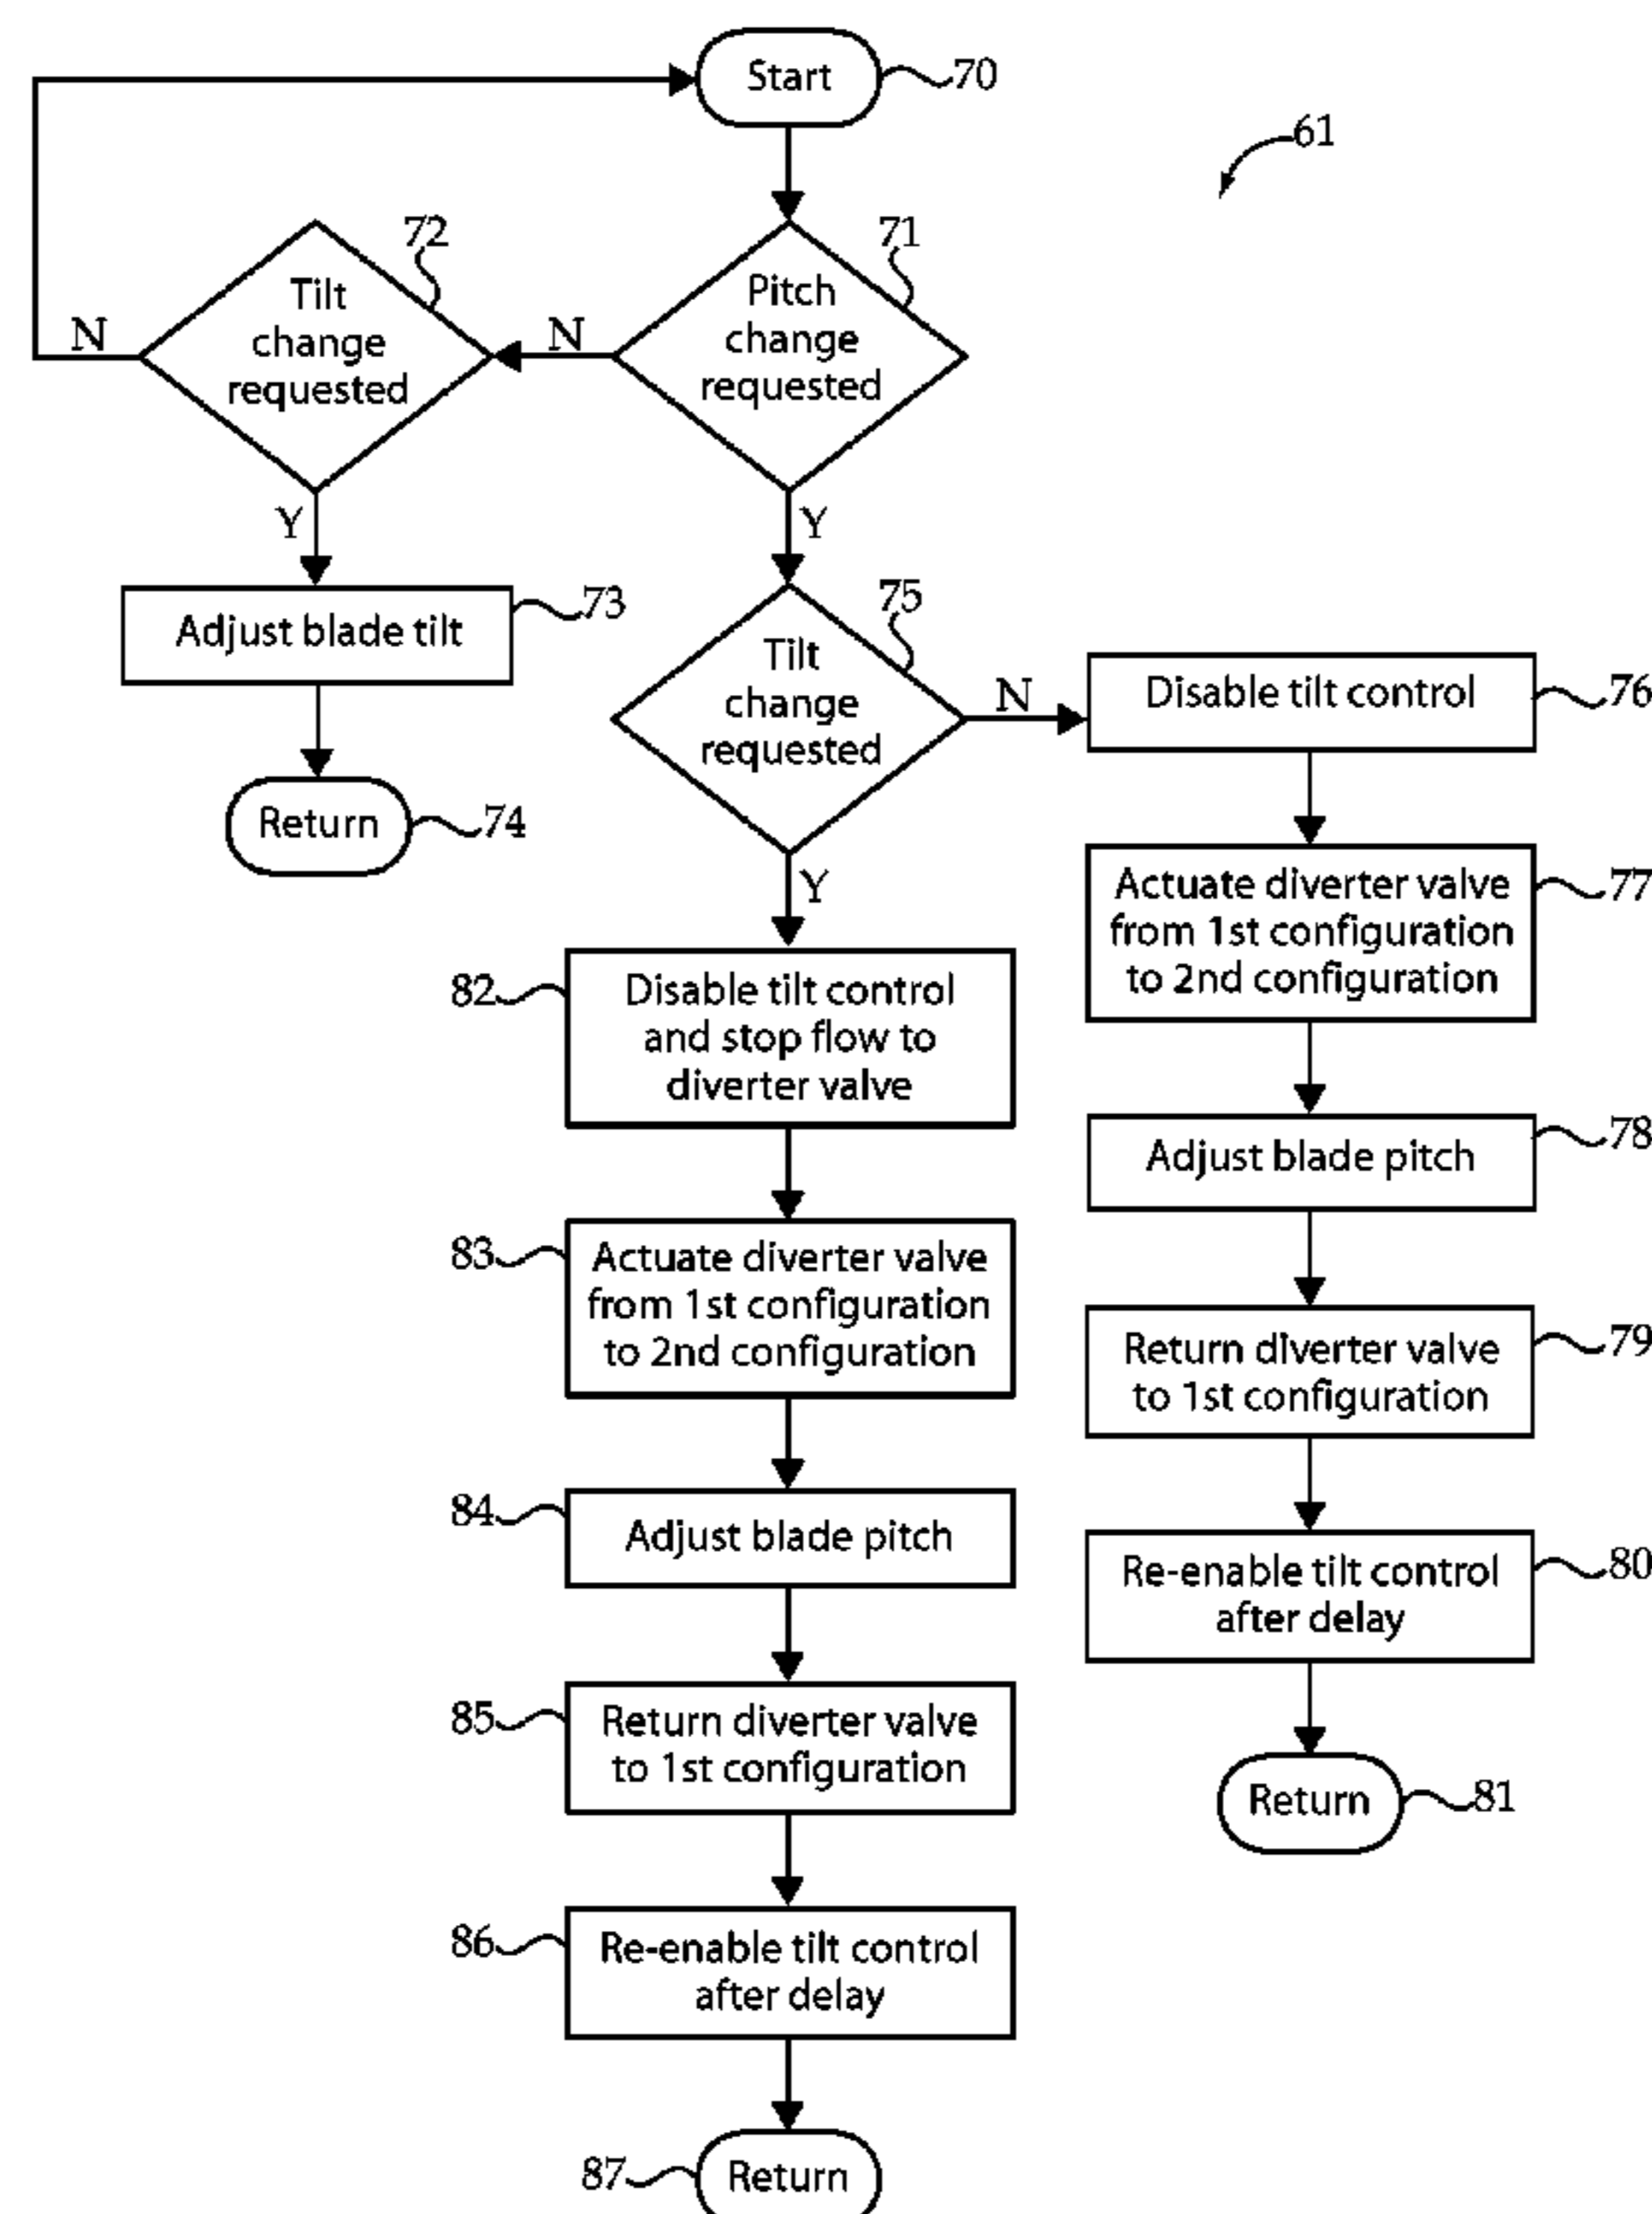 Start
70
61
72
Tilt
change
requested
71
Pitch
change
requested
N
N
Y
Y
Adjust blade tilt
73
Return
74
75
Tilt
change
requested
N
Y
Disable tilt control
76
Actuate diverter valve
from 1st configuration
to 2nd configuration
77
Adjust blade pitch
78
Return diverter valve
to 1st configuration
79
Re-enable tilt control
after delay
80
Return
81
82
Disable tilt control
and stop flow to
diverter valve
83
Actuate diverter valve
from 1st configuration
to 2nd configuration
84
Adjust blade pitch
85
Return diverter valve
to 1st configuration
86
Re-enable tilt control
after delay
87
Return